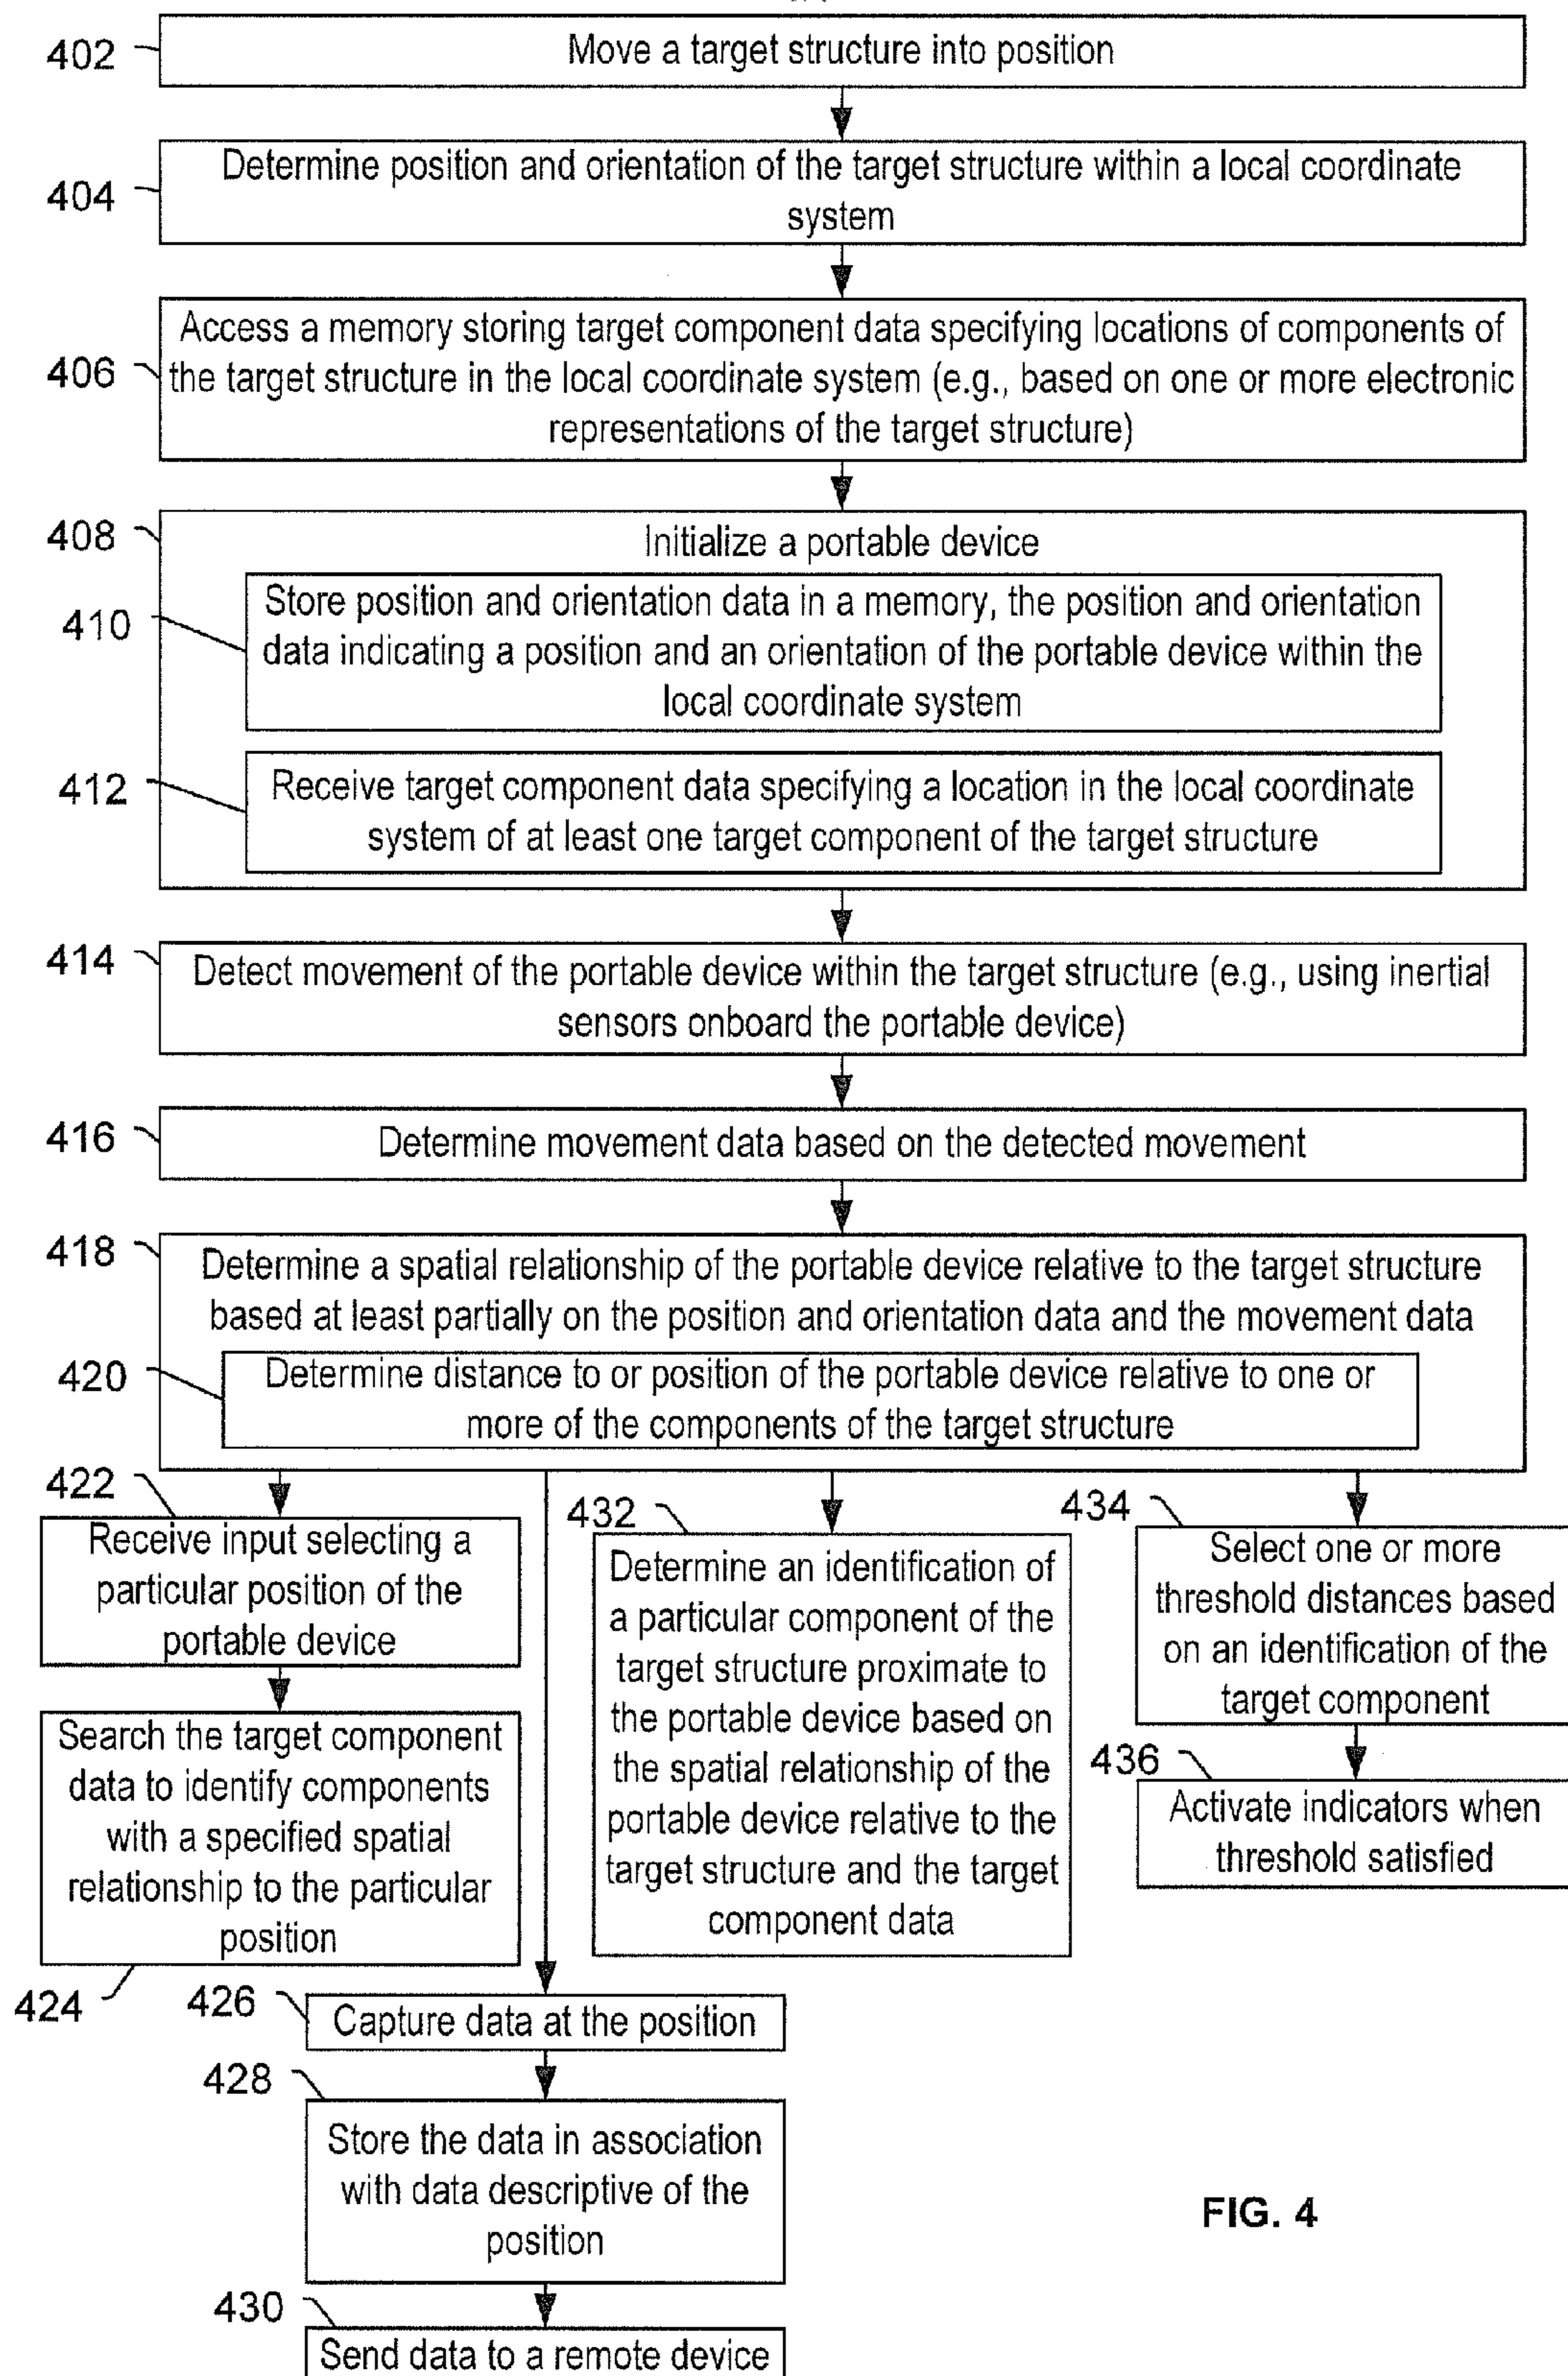 402
Move a target structure into position
404
Determine position and orientation of the target structure within a local coordinate
system
406
Access a memory storing target component data specifying locations of components of
the target structure in the local coordinate system (e.g., based on one or more electronic
representations of the target structure)
408
Initialize a portable device
410
Store position and orientation data in a memory, the position and orientation
data indicating a position and an orientation of the portable device within the
local coordinate system
412
Receive target component data specifying a location in the local coordinate
system of at least one target component of the target structure
414
Detect movement of the portable device within the target structure (e.g., using inertial
sensors onboard the portable device)
416
Determine movement data based on the detected movement
418
Determine a spatial relationship of the portable device relative to the target structure
based at least partially on the position and orientation data and the movement data
420
Determine distance to or position of the portable device relative to one or
more of the components of the target structure
422
Receive input selecting a
particular position of the
portable device
Search the target component
data to identify components
with a specified spatial
relationship to the particular
position
424
426
Capture data at the position
428
Store the data in association
with data descriptive of the
position
430
Send data to a remote device
432
Determine an identification of
a particular component of the
target structure proximate to
the portable device based on
the spatial relationship of the
portable device relative to the
target structure and the target
component data
434
Select one or more
threshold distances based
on an identification of the
target component
436
Activate indicators when
threshold satisfied
FIG. 4